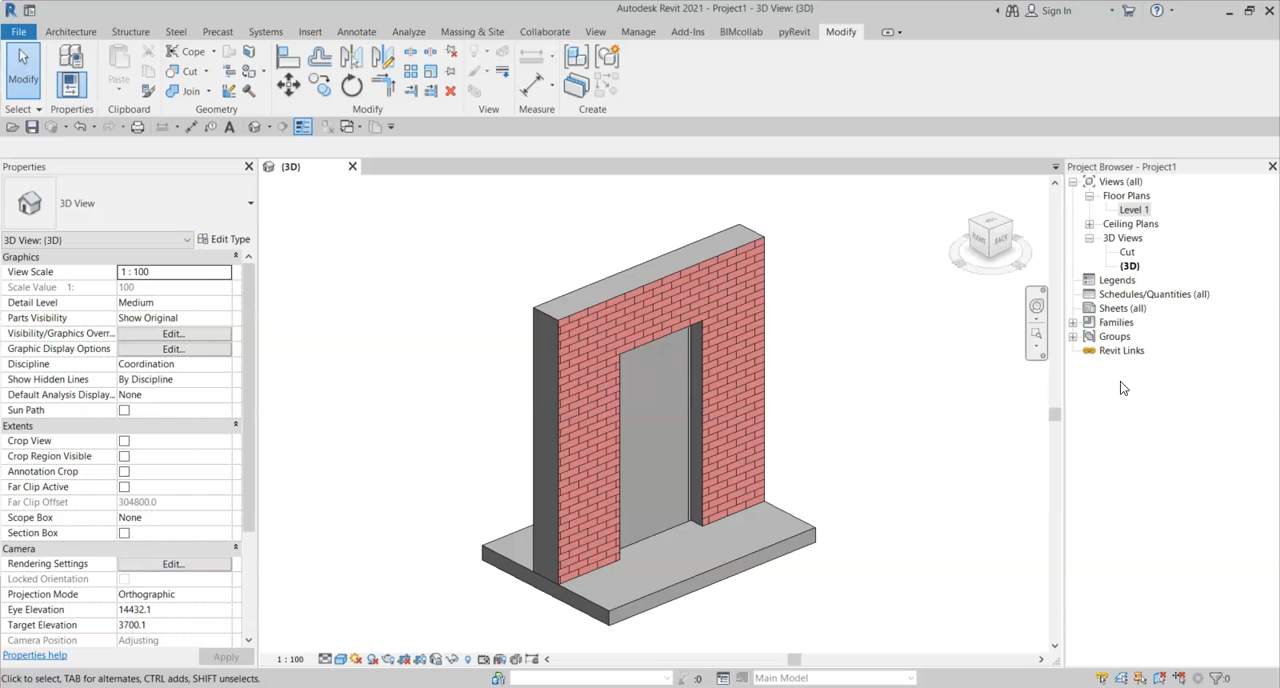 Autodesk Revit 2021 - Project1 - 3D View: {3D}
Sign In
File Architecture Structure Steel Precast Systems Insert Annotate Analyze Massing & Site Collaborate View Manage Add-Ins BIMcollab pyRevit Modify
Modify
Paste
Cope
Cut
Join
Select Properties Clipboard Geometry Modify View Measure Create
Properties
{3D}
Project Browser - Project1
3D View
3D View: {3D}
Edit Type
Graphics
View Scale 1 : 100
Scale Value 1: 100
Detail Level Medium
Parts Visibility Show Original
Visibility/Graphics Overr... Edit...
Graphic Display Options Edit...
Discipline Coordination
Show Hidden Lines By Discipline
Default Analysis Display... None
Sun Path
Extents
Crop View
Crop Region Visible
Annotation Crop
Far Clip Active
Far Clip Offset 304800.0
Scope Box None
Section Box
Camera
Rendering Settings Edit...
Locked Orientation
Projection Mode Orthographic
Eye Elevation 14432.1
Target Elevation 3700.1
Camera Position Adjusting
Properties help
Apply
BACK
Views (all)
Floor Plans
Level 1
Ceiling Plans
3D Views
Cut
{3D}
Legends
Schedules/Quantities (all)
Sheets (all)
Families
Groups
Revit Links
1 : 100
Click to select, TAB for alternates, CTRL adds, SHIFT unselects.
:0
Main Model
:0